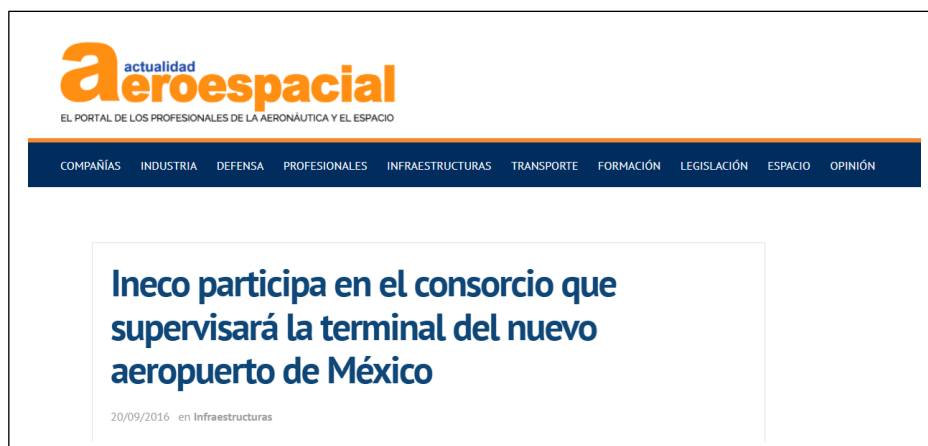 actualidad
aeroespacial
EL PORTAL DE LOS PROFESIONALES DE LA AERONÁUTICA Y EL ESPACIO
COMPAÑÍAS INDUSTRIA DEFENSA PROFESIONALES INFRAESTRUCTURAS TRANSPORTE FORMACIÓN LEGISLACIÓN ESPACIO OPINIÓN
Ineco participa en el consorcio que
supervisará la terminal del nuevo
aeropuerto de México
20/09/2016 en Infraestructuras